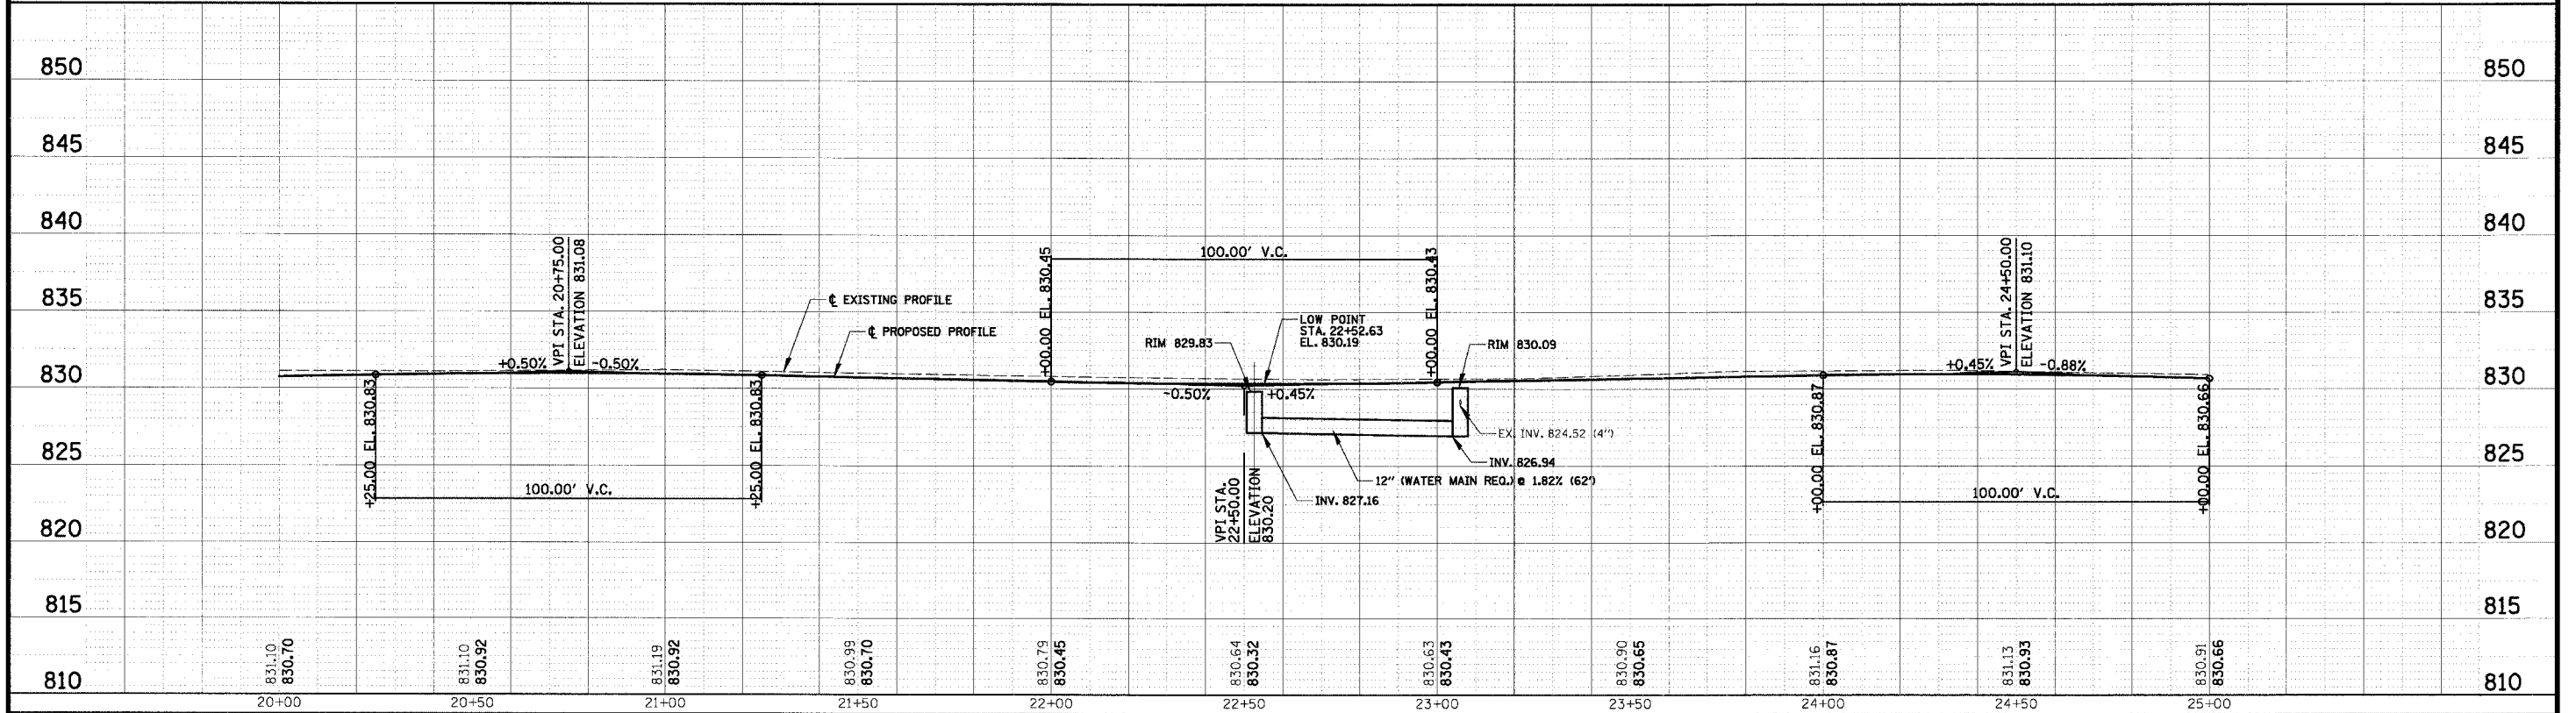 850
850
845
845
840
840
835
835
830
830
825
825
820
820
815
815
810
810
VPI STA. 20+75.00
ELEVATION 831.08
+0.50%
-0.50%
+25.00 EL. 830.83
+25.00 EL. 830.83
100.00' V.C.
℄ EXISTING PROFILE
℄ PROPOSED PROFILE
+00.00 EL. 830.45
100.00' V.C.
+00.00 EL. 830.43
RIM 829.83
LOW POINT
STA. 22+52.63
EL. 830.19
RIM 830.09
-0.50%
+0.45%
EX. INV. 824.52 (4")
INV. 826.94
12" (WATER MAIN REQ.) @ 1.82% (62')
INV. 827.16
VPI STA.
22+50.00
ELEVATION
830.20
VPI STA. 24+50.00
ELEVATION 831.10
+0.45%
-0.88%
+00.00 EL. 830.87
+00.00 EL. 830.66
100.00' V.C.
831.10
830.70
831.10
830.92
831.19
830.92
830.99
830.70
830.79
830.45
830.64
830.32
830.63
830.43
830.90
830.65
831.16
830.87
831.13
830.93
830.91
830.66
20+00
20+50
21+00
21+50
22+00
22+50
23+00
23+50
24+00
24+50
25+00